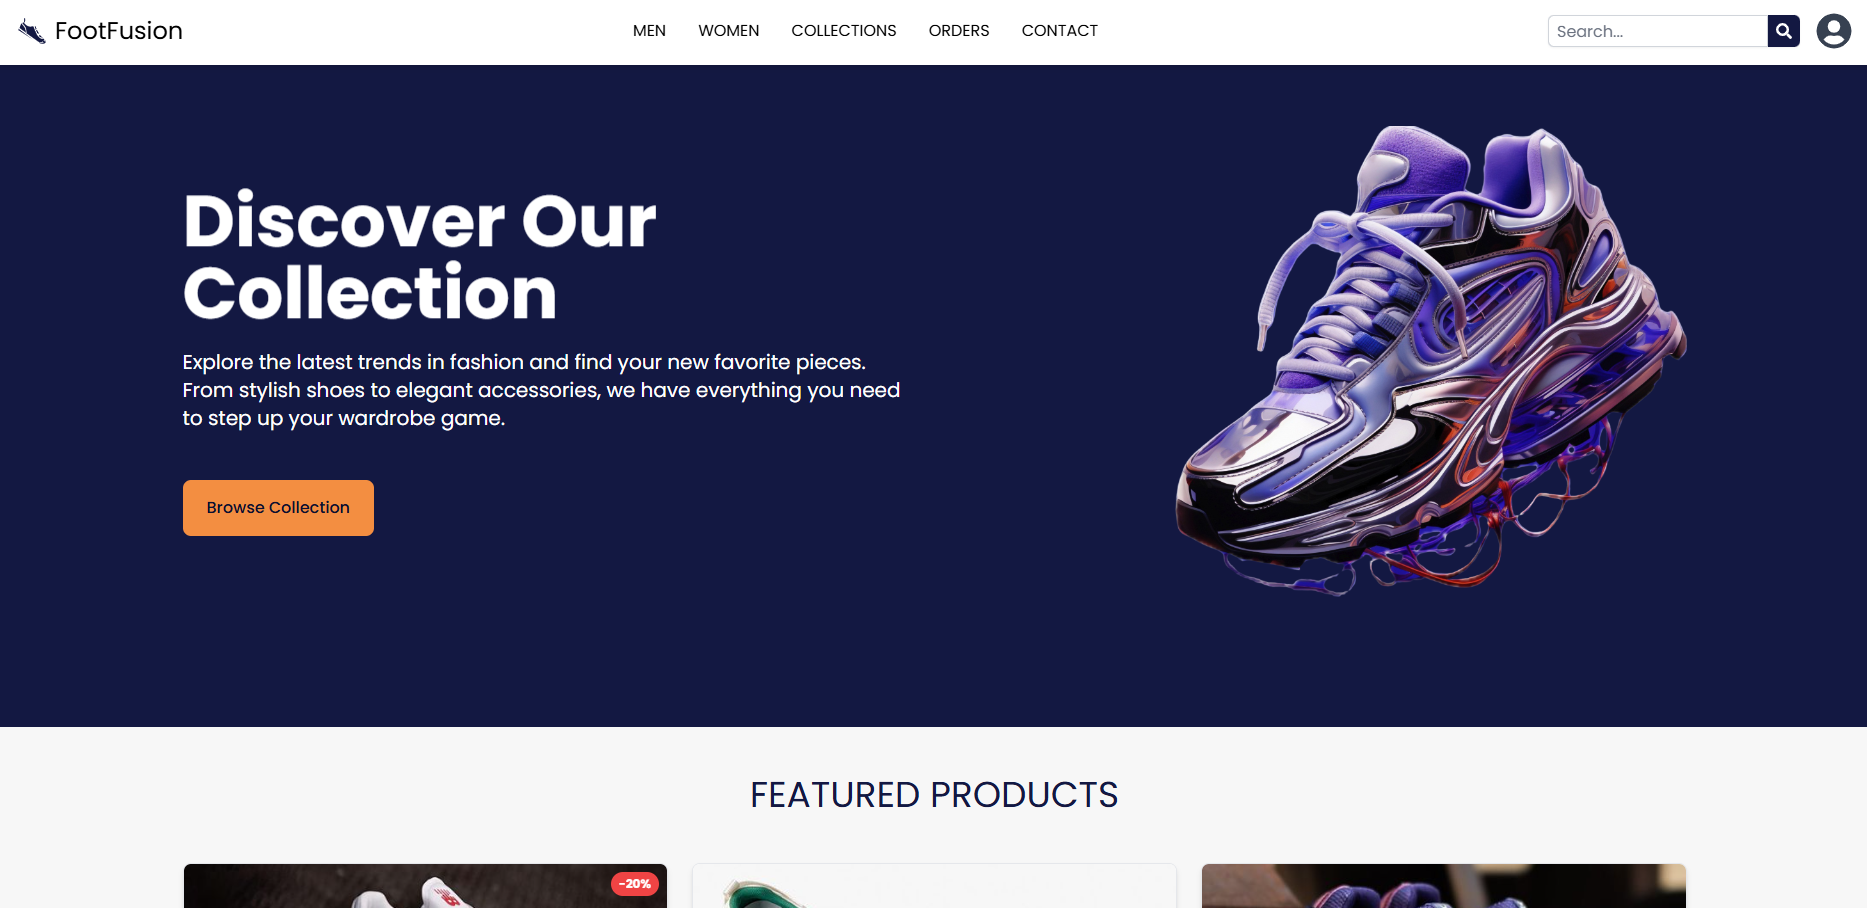 FootFusion
MEN WOMEN COLLECTIONS ORDERS CONTACT
Search...
Discover Our
Collection
Explore the latest trends in fashion and find your new favorite pieces.
From stylish shoes to elegant accessories, we have everything you need
to step up your wardrobe game.
Browse Collection
FEATURED PRODUCTS
-20%